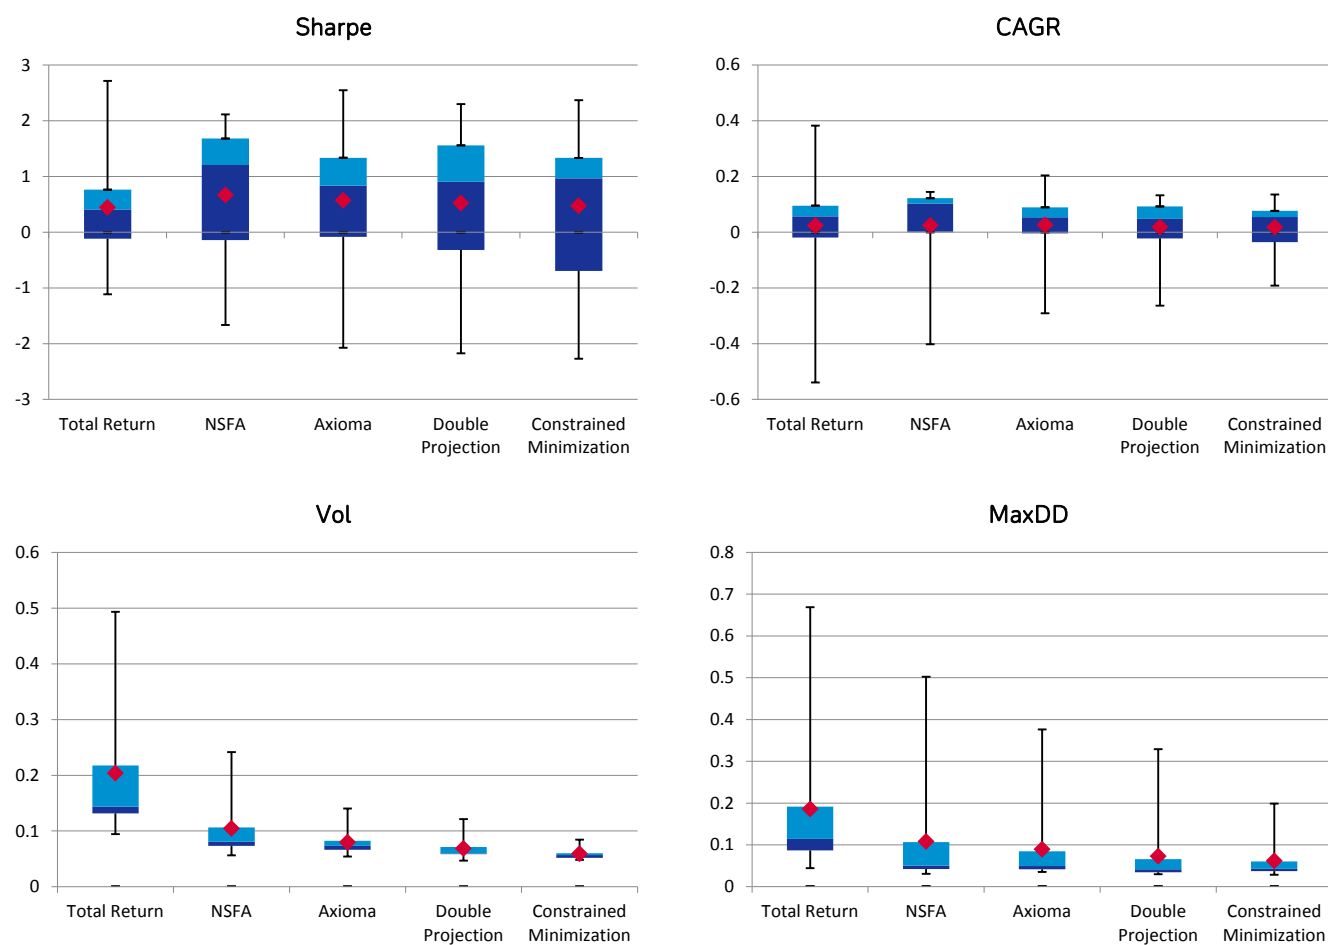 Sharpe
3
2
1
0
-1
-2
-3
Total Return
NSFA
Axioma
Double
Projection
Constrained
Minimization
CAGR
0.6
0.4
0.2
0
-0.2
-0.4
-0.6
Total Return
NSFA
Axioma
Double
Projection
Constrained
Minimization
Vol
0.6
0.5
0.4
0.3
0.2
0.1
0
Total Return
NSFA
Axioma
Double
Projection
Constrained
Minimization
MaxDD
0.8
0.7
0.6
0.5
0.4
0.3
0.2
0.1
0
Total Return
NSFA
Axioma
Double
Projection
Constrained
Minimization